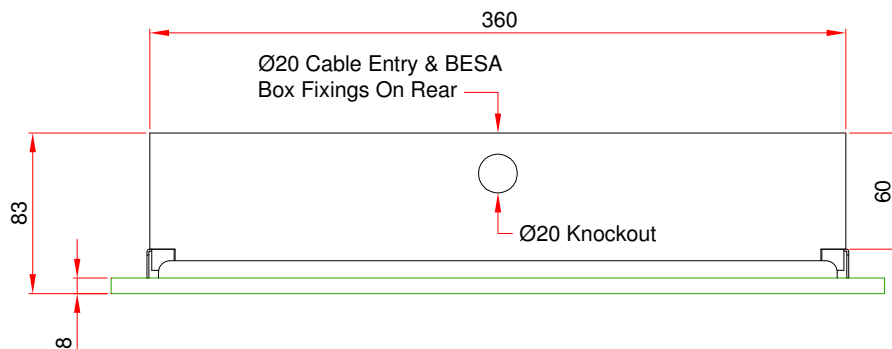 360
Ø20 Cable Entry & BESA
Box Fixings On Rear
83
60
Ø20 Knockout
8